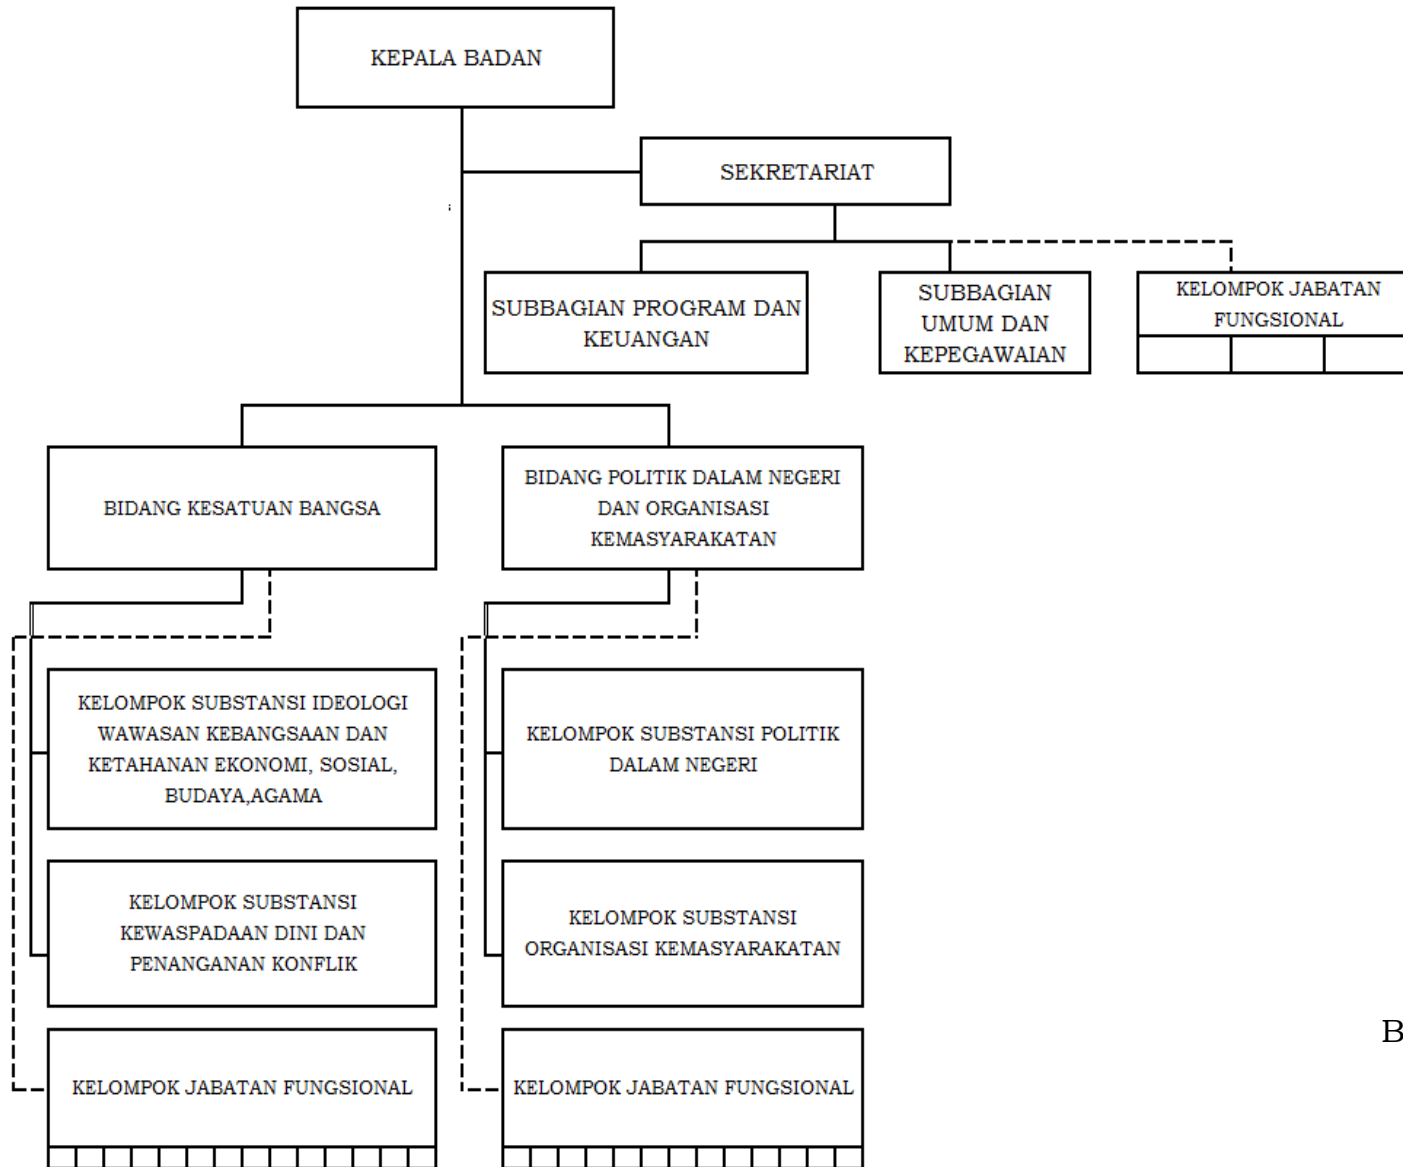 KEPALA BADAN
SEKRETARIAT
SUBBAGIAN PROGRAM DAN
KEUANGAN
SUBBAGIAN
UMUM DAN
KEPEGAWAIAN
KELOMPOK JABATAN
FUNGSIONAL
BIDANG KESATUAN BANGSA
BIDANG POLITIK DALAM NEGERI
DAN ORGANISASI
KEMASYARAKATAN
KELOMPOK SUBSTANSI IDEOLOGI
WAWASAN KEBANGSAAN DAN
KETAHANAN EKONOMI, SOSIAL,
BUDAYA,AGAMA
KELOMPOK SUBSTANSI POLITIK
DALAM NEGERI
KELOMPOK SUBSTANSI
KEWASPADAAN DINI DAN
PENANGANAN KONFLIK
KELOMPOK SUBSTANSI
ORGANISASI KEMASYARAKATAN
B
KELOMPOK JABATAN FUNGSIONAL
KELOMPOK JABATAN FUNGSIONAL